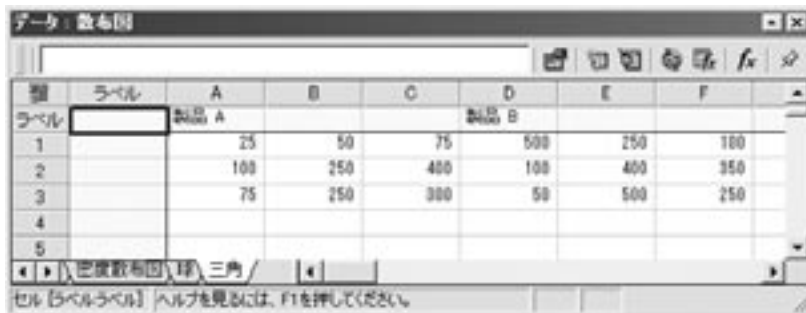 データ : 散布図
ラベル A B C D E F
ラベル 製品 A 製品 B
1 25 50 75 500 250 100
2 100 250 400 100 400 350
3 75 250 300 50 500 250
4
5
密度散布図 球 三角
セル [ラベルラベル] ヘルプを見るには、F1を押してください。